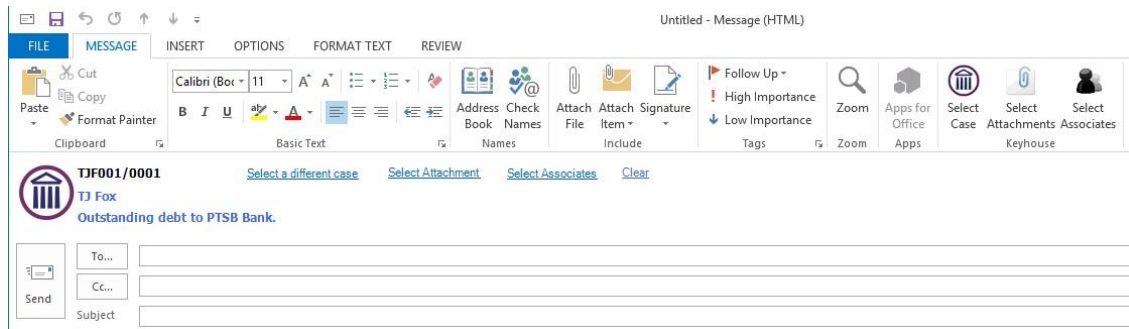 Untitled - Message (HTML)
FILE MESSAGE INSERT OPTIONS FORMAT TEXT REVIEW
Paste
Cut
Copy
Format Painter
Clipboard
Calibri (Boc 11 A A
B I U aby A
Basic Text
Address Book
Check Names
Names
Attach File
Attach Item
Signature
Include
Follow Up
High Importance
Low Importance
Tags
Zoom
Zoom
Apps for Office
Apps
Select Case
Select Attachments
Select Associates
Keyhouse
TJF001/0001 Select a different case Select Attachment Select Associates Clear
TJ Fox
Outstanding debt to PTSB Bank.
Send
To...
Cc...
Subject